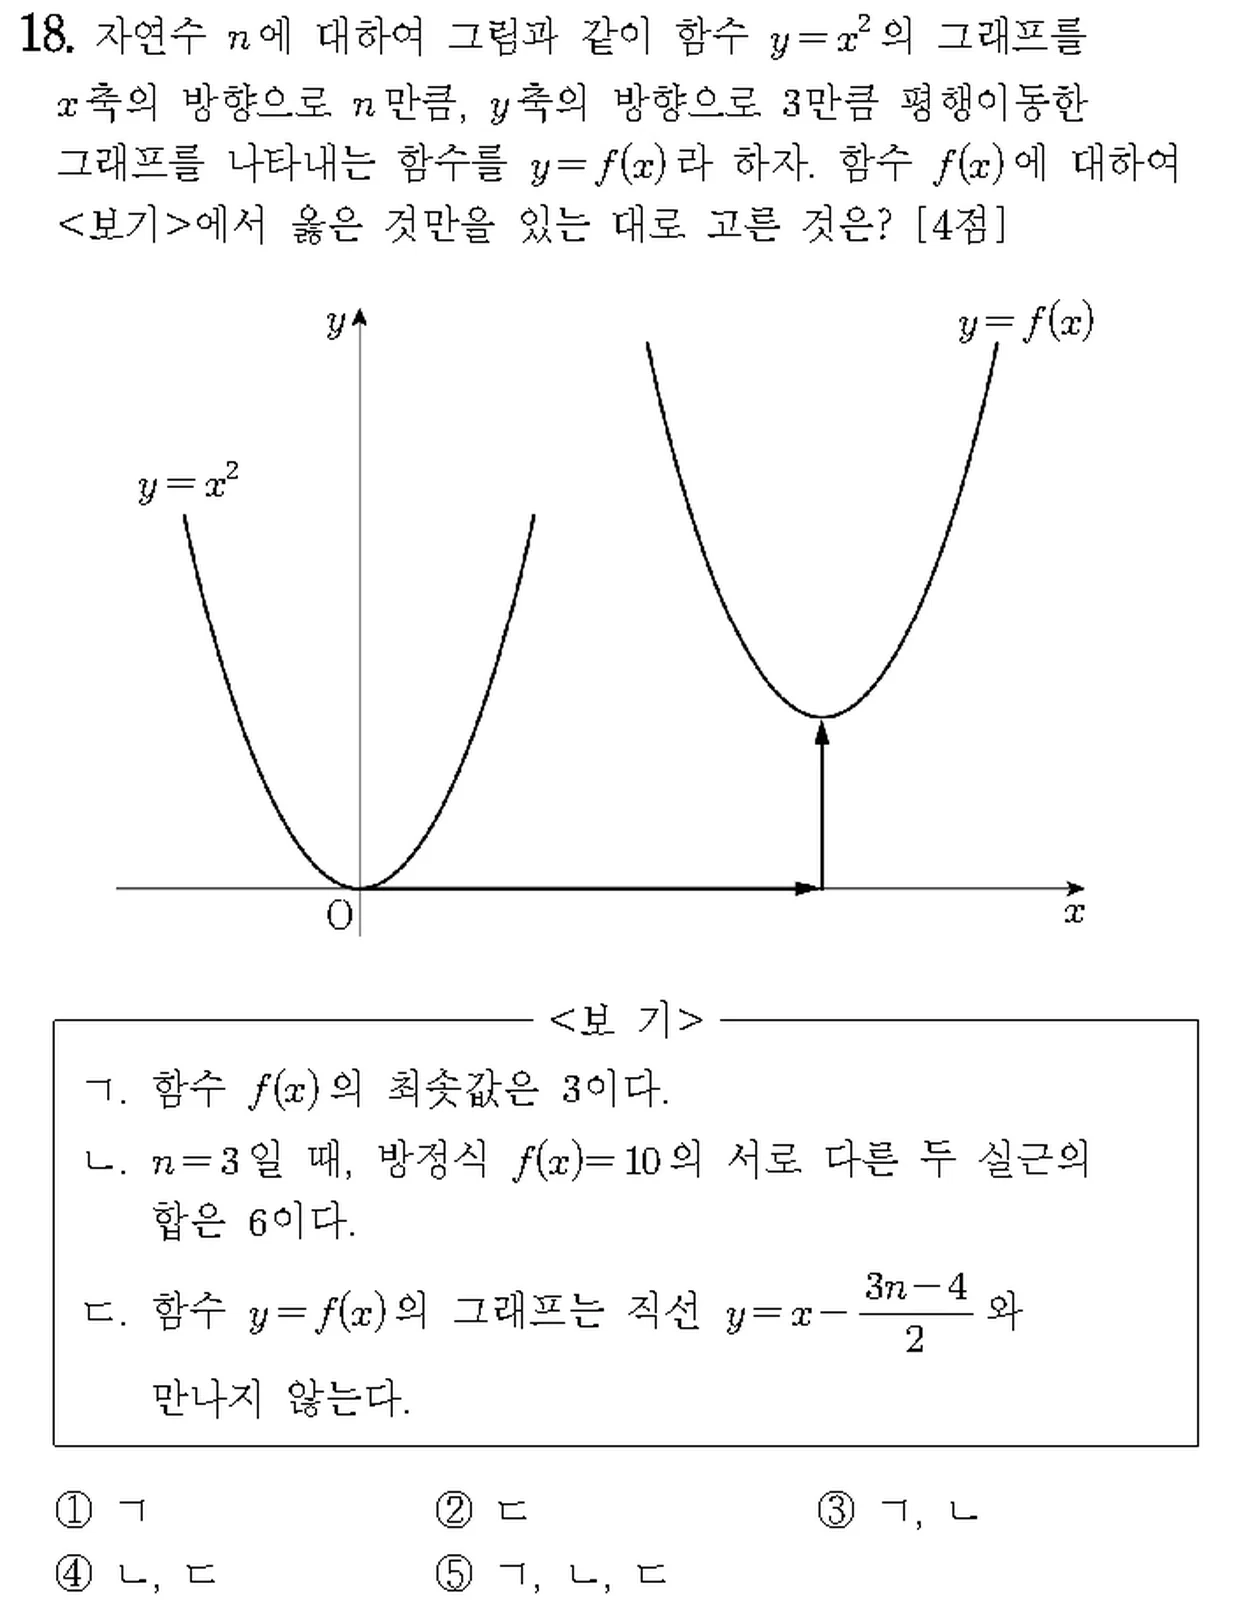 18. 자연수 n에 대하여 그림과 같이 함수 y=x²의 그래프를
x축의 방향으로 n만큼, y축의 방향으로 3만큼 평행이동한
그래프를 나타내는 함수를 y=f(x)라 하자. 함수 f(x)에 대하여
<보기>에서 옳은 것만을 있는 대로 고른 것은? [4점]
y
y=f(x)
y=x²
O
x
<보 기>
ㄱ. 함수 f(x)의 최솟값은 3이다.
ㄴ. n=3일 때, 방정식 f(x)=10의 서로 다른 두 실근의
합은 6이다.
ㄷ. 함수 y=f(x)의 그래프는 직선 y=x-\frac{3n-4}{2}와
만나지 않는다.
① ㄱ ② ㄷ ③ ㄱ, ㄴ
④ ㄴ, ㄷ ⑤ ㄱ, ㄴ, ㄷ